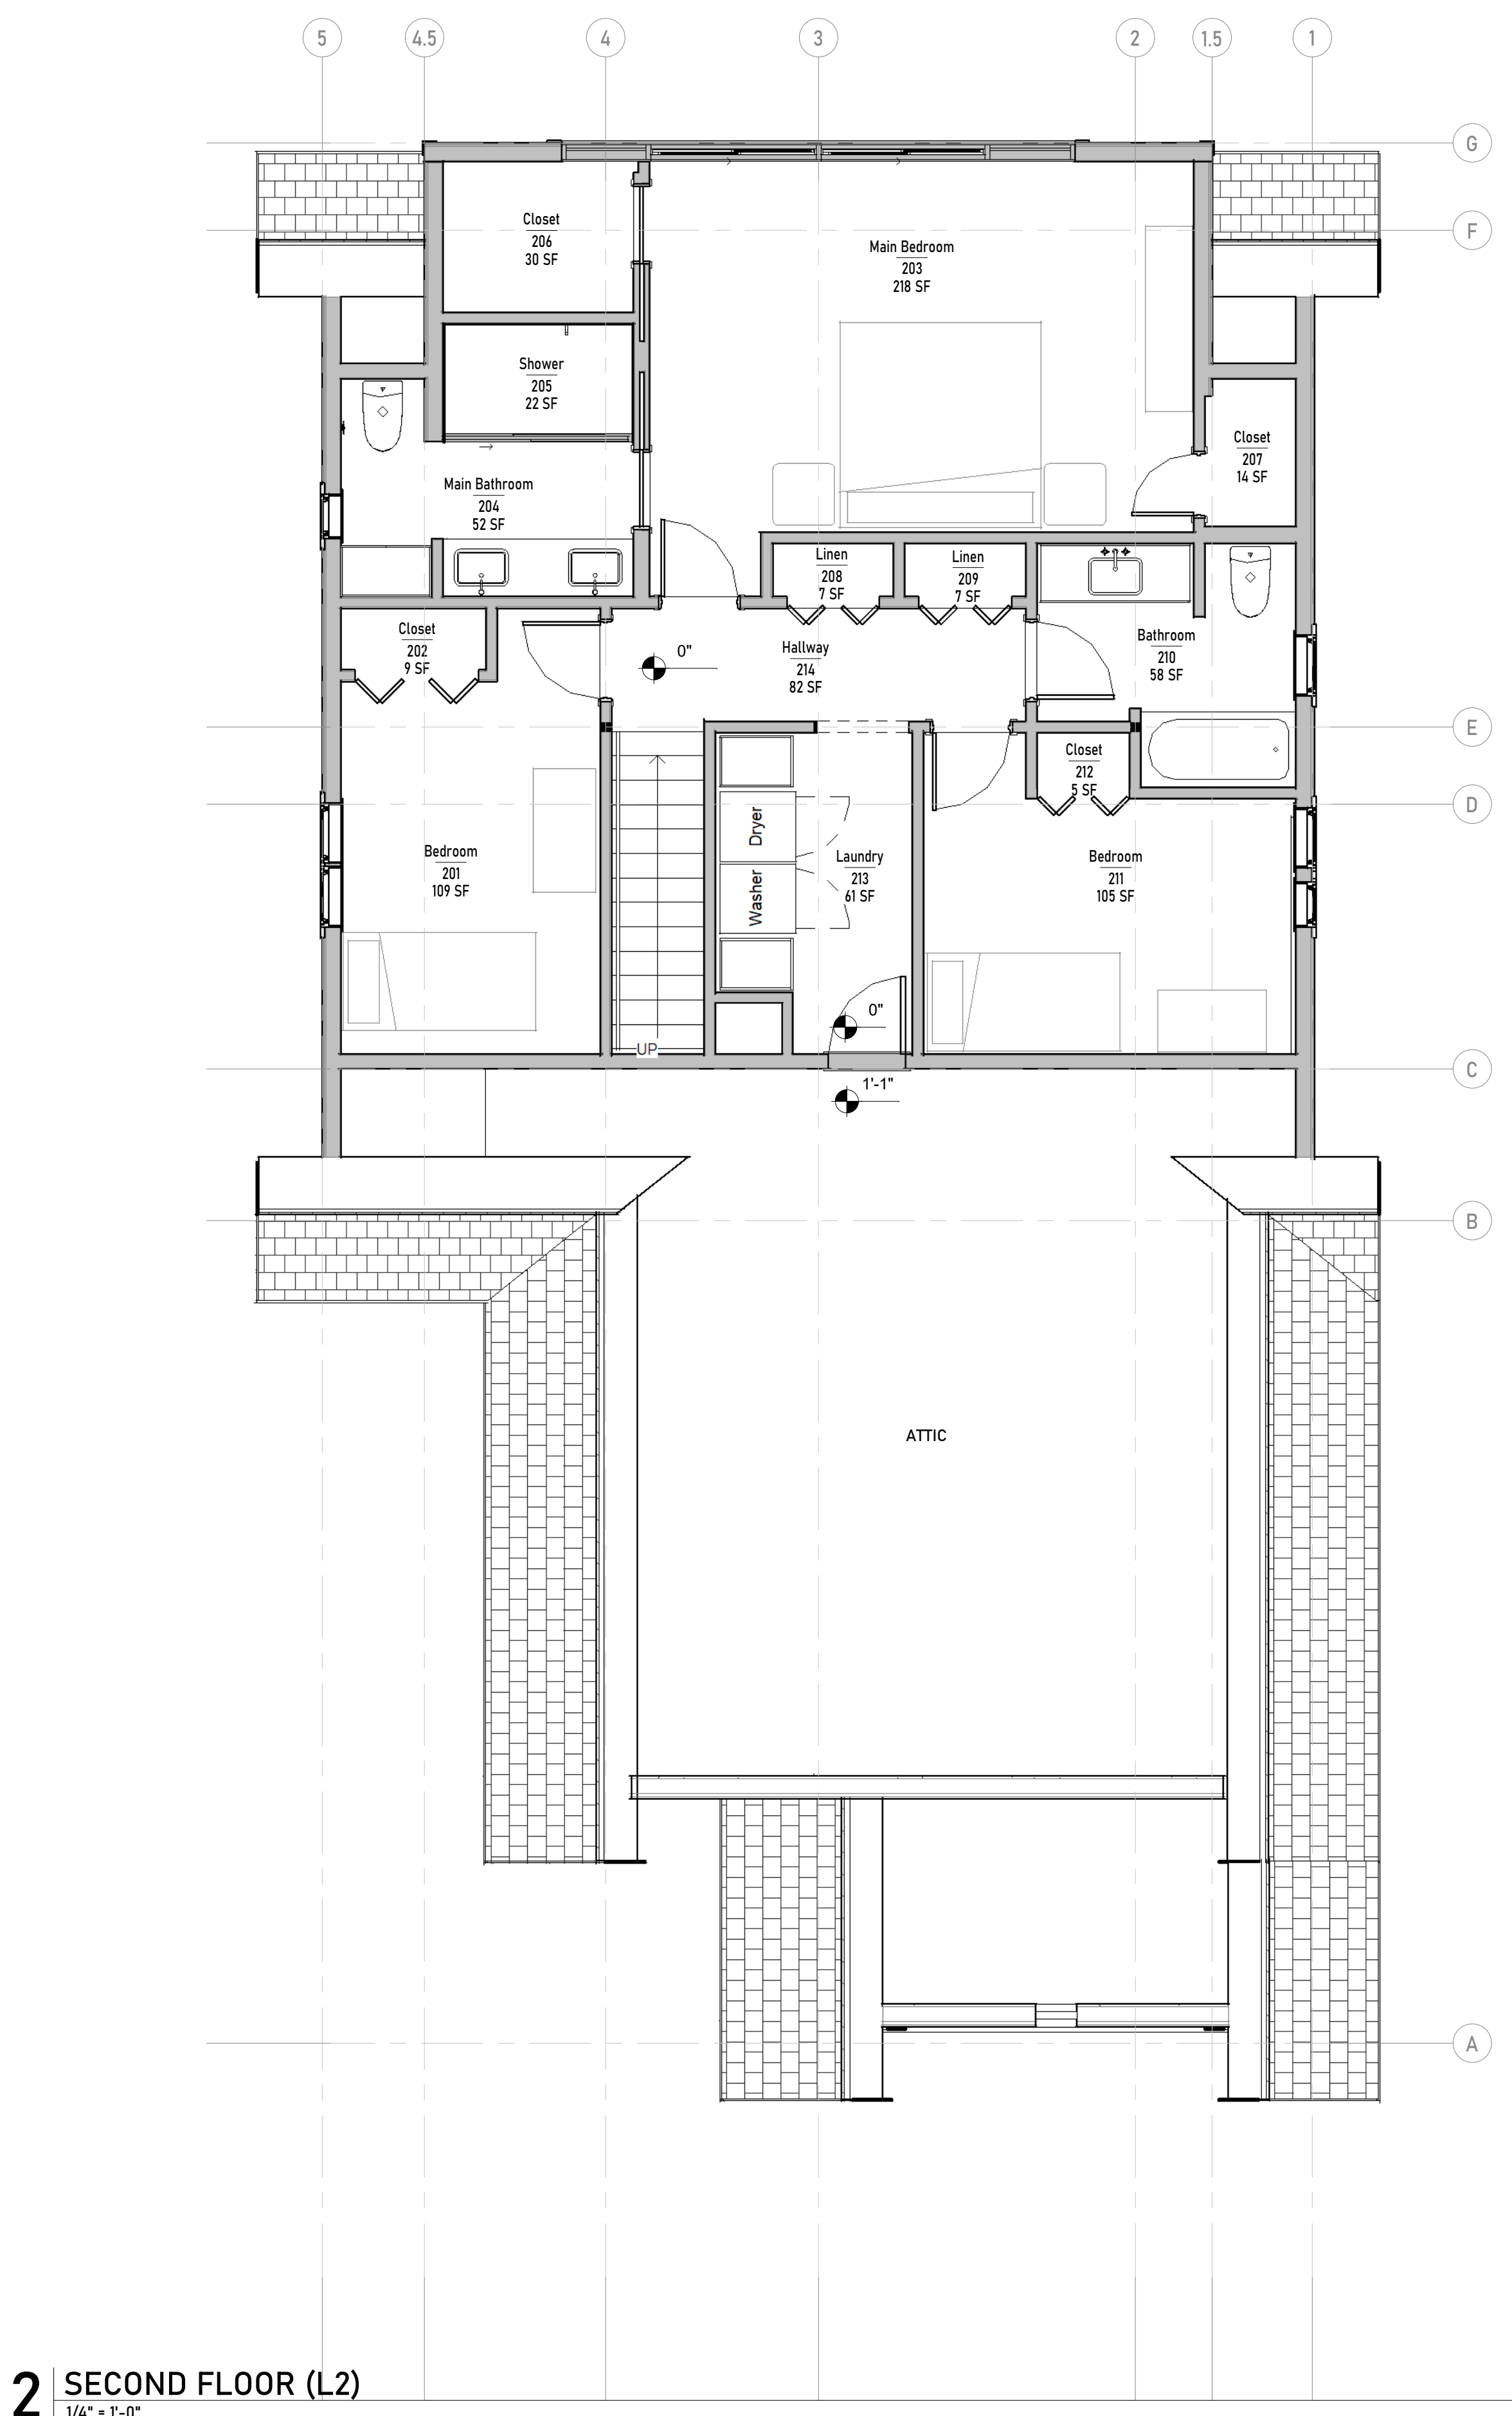 5
4.5
4
3
2
1.5
1
G
F
Closet
206
30 SF
Main Bedroom
203
218 SF
Shower
205
22 SF
Closet
207
14 SF
Main Bathroom
204
52 SF
Linen
208
7 SF
Linen
209
7 SF
Closet
202
9 SF
0"
Hallway
214
82 SF
Bathroom
210
58 SF
E
Closet
212
5 SF
D
Dryer
Washer
Bedroom
201
109 SF
Laundry
213
61 SF
Bedroom
211
105 SF
0"
UP
C
1'-1"
B
ATTIC
A
2
SECOND FLOOR (L2)
1/4" = 1'-0"